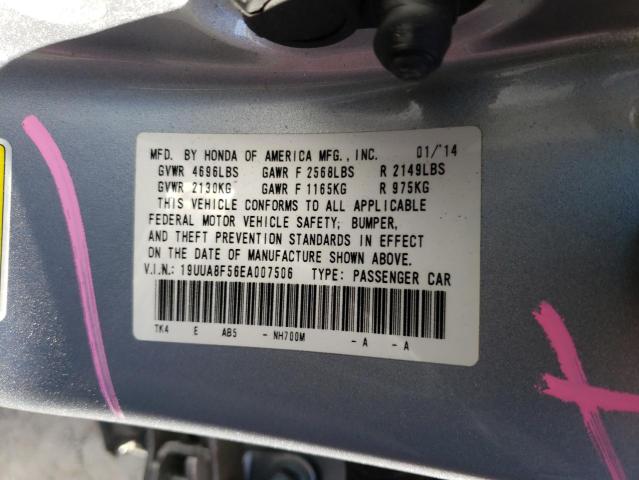 MFD. BY HONDA OF AMERICA MFG., INC. 01/'14
GVWR 4696LBS GAWR F 2568LBS R 2149LBS
GVWR 2130KG GAWR F 1165KG R 975KG
THIS VEHICLE CONFORMS TO ALL APPLICABLE
FEDERAL MOTOR VEHICLE SAFETY; BUMPER,
AND THEFT PREVENTION STANDARDS IN EFFECT
ON THE DATE OF MANUFACTURE SHOWN ABOVE.
V.I.N.: 19UUA8F56EA007506 TYPE: PASSENGER CAR
TK4 E AB5 - NH700M - A - A